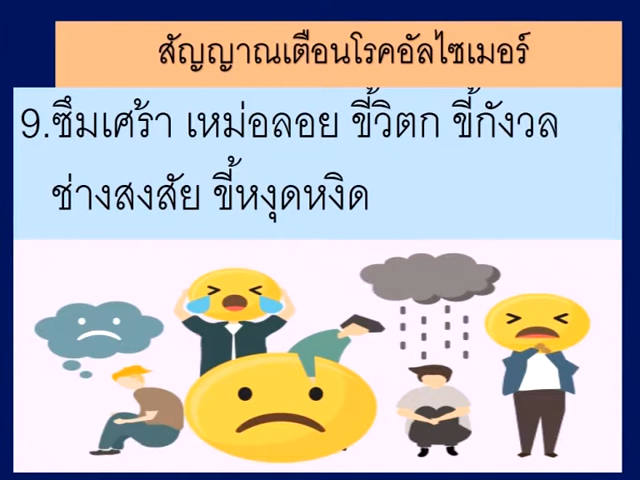 สัญญาณเตือนโรคอัลไซเมอร์
9.ซึมเศร้า เหม่อลอย ขี้วิตก ขี้กังวล
ช่างสงสัย ขี้หงุดหงิด